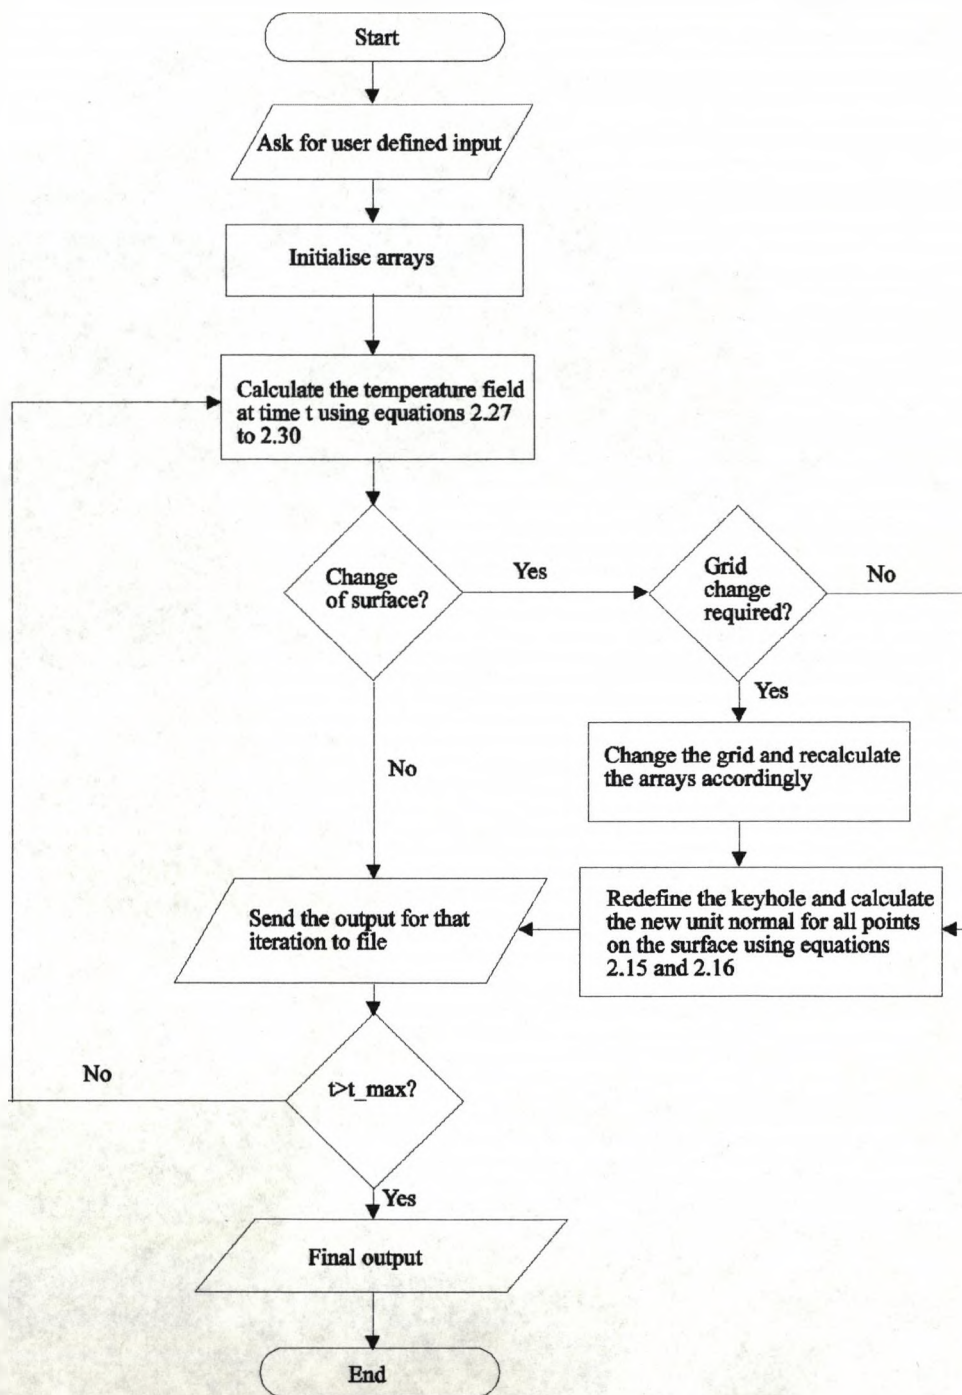 Start
Ask for user defined input
Initialise arrays
Calculate the temperature field
at time t using equations 2.27
to 2.30
Change
of surface?
Yes
Grid
change
required?
No
Yes
Change the grid and recalculate
the arrays accordingly
No
Redefine the keyhole and calculate
the new unit normal for all points
on the surface using equations
2.15 and 2.16
Send the output for that
iteration to file
No
t>t_max?
Yes
Final output
End